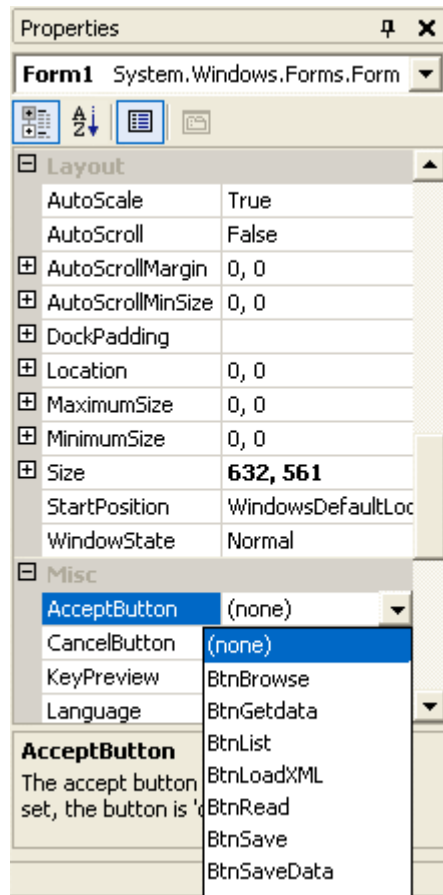 Properties
Form1 System.Windows.Forms.Form
Layout
AutoScale True
AutoScroll False
AutoScrollMargin 0, 0
AutoScrollMinSize 0, 0
DockPadding
Location 0, 0
MaximumSize 0, 0
MinimumSize 0, 0
Size 632, 561
StartPosition WindowsDefaultLoc
WindowState Normal
Misc
AcceptButton (none)
CancelButton (none)
KeyPreview BtnBrowse
Language BtnGetdata
BtnList
AcceptButton
The accept button BtnLoadXML
set, the button is 'c BtnRead
BtnSave
BtnSaveData